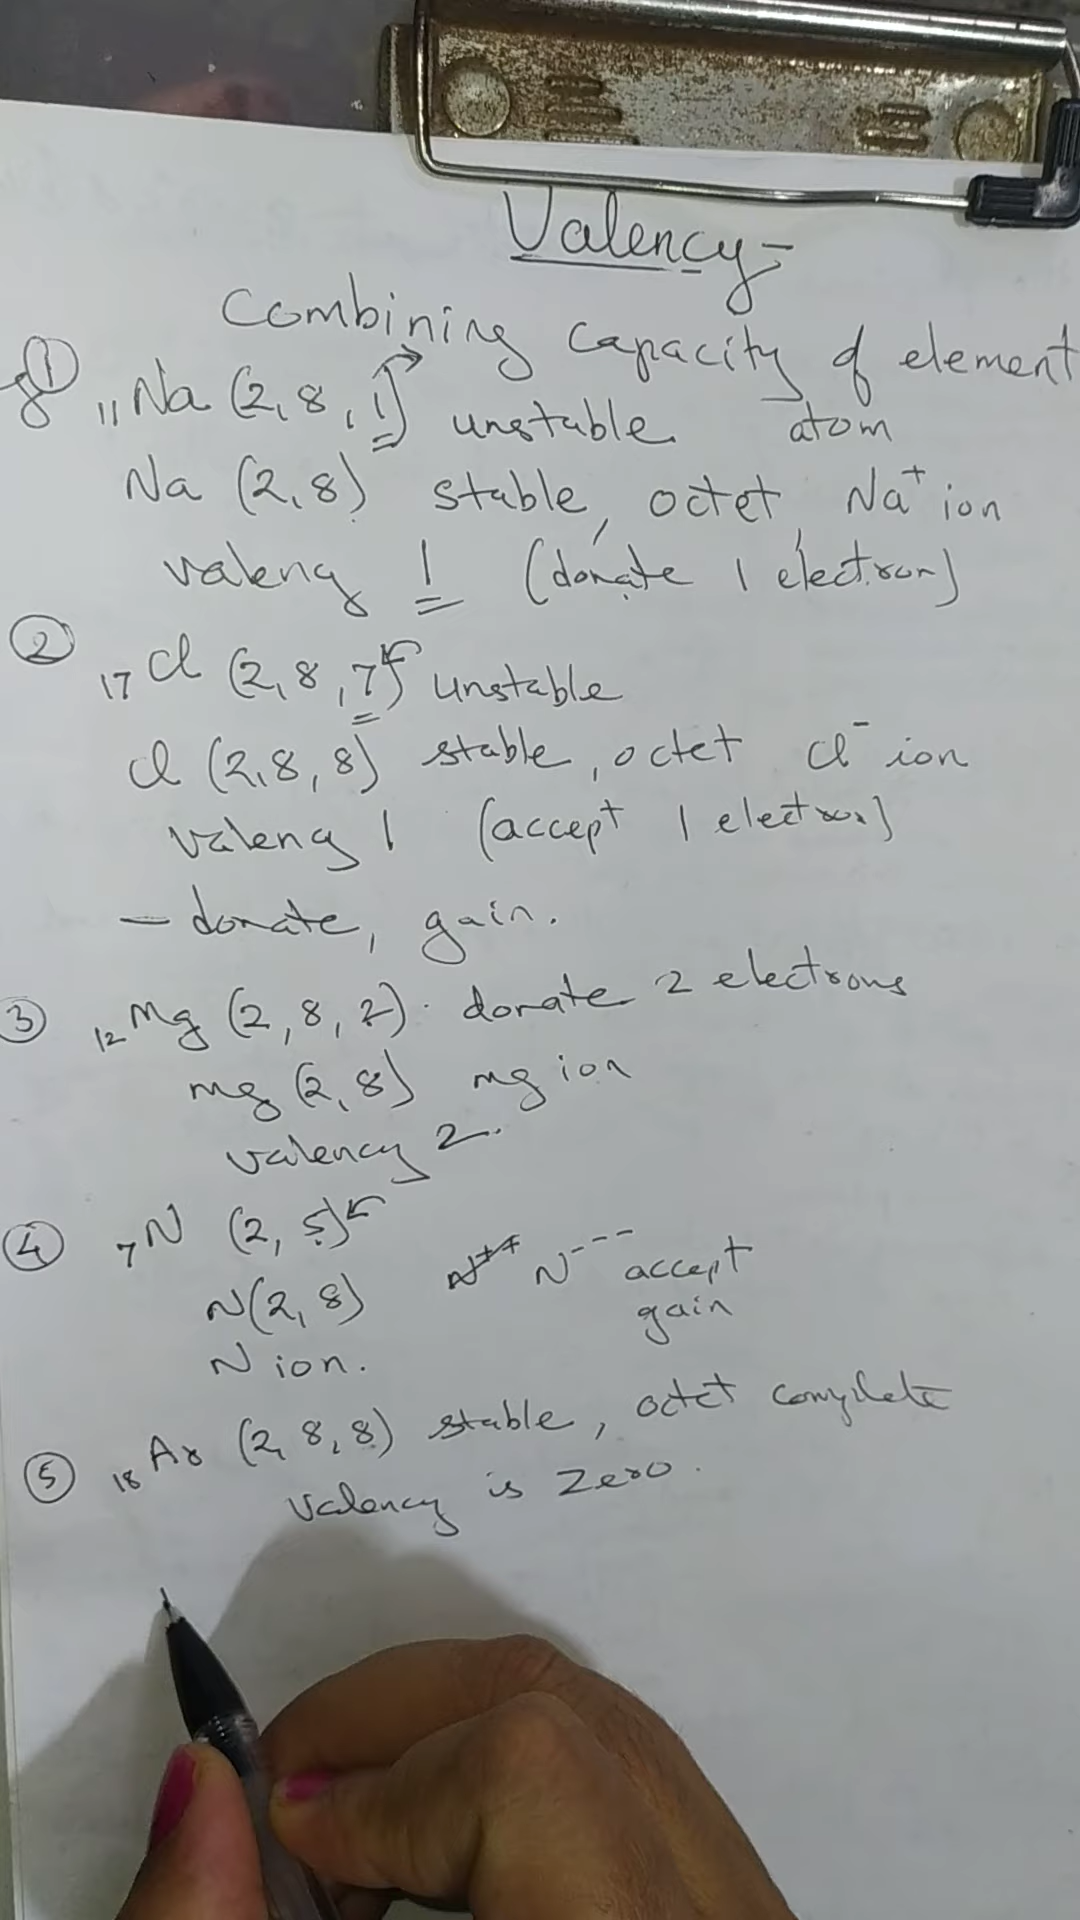 Valency -
Combining capacity of element
① ₁₁Na (2, 8, 1) unstable atom
Na (2, 8) stable, octet, Na⁺ ion
valency 1 (donate 1 electron)
② ₁₇Cl (2, 8, 7) unstable
Cl (2, 8, 8) stable, octet Cl⁻ ion
valency 1 (accept 1 electron)
— donate, gain.
③ ₁₂Mg (2, 8, 2). donate 2 electrons
mg (2, 8) mg ion
valency 2.
④ ₇N (2, 5)
N(2, 8) N⁺⁺ N⁻⁻⁻ accept
gain
N ion.
⑤ ₁₈Ar (2, 8, 8) stable, octet complete
valency is zero.